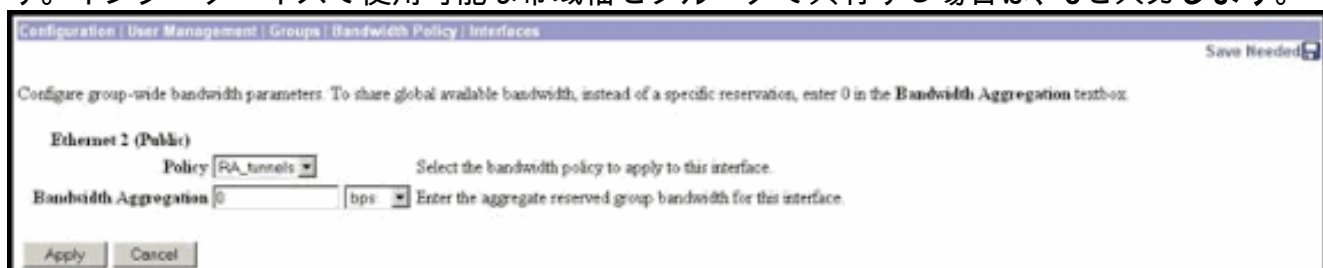 Configuration | User Management | Groups | Bandwidth Policy | Interfaces
Save Needed
Configure group-wide bandwidth parameters. To share global available bandwidth, instead of a specific reservation, enter 0 in the Bandwidth Aggregation textbox.
Ethernet 2 (Public)
Policy RA_tunnels Select the bandwidth policy to apply to this interface.
Bandwidth Aggregation 0 bps Enter the aggregate reserved group bandwidth for this interface.
Apply Cancel